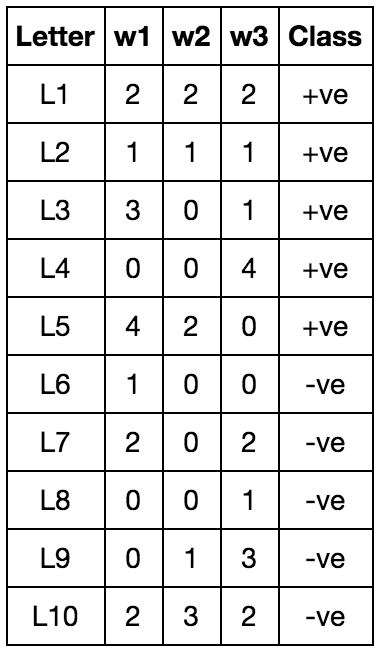 Letter w1 w2 w3 Class
L1 2 2 2 +ve
L2 1 1 1 +ve
L3 3 0 1 +ve
L4 0 0 4 +ve
L5 4 2 0 +ve
L6 1 0 0 -ve
L7 2 0 2 -ve
L8 0 0 1 -ve
L9 0 1 3 -ve
L10 2 3 2 -ve